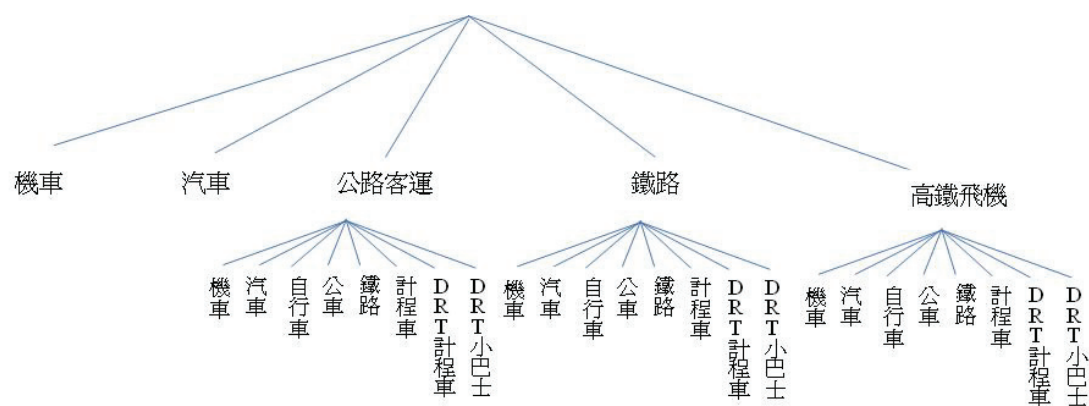 機車
汽車
公路客運
鐵路
高鐵飛機
機車
汽車
自行車
公車
鐵路
計程車
DRT計程車
DRT小巴士
機車
汽車
自行車
公車
鐵路
計程車
DRT計程車
DRT小巴士
機車
汽車
自行車
公車
鐵路
計程車
DRT計程車
DRT小巴士